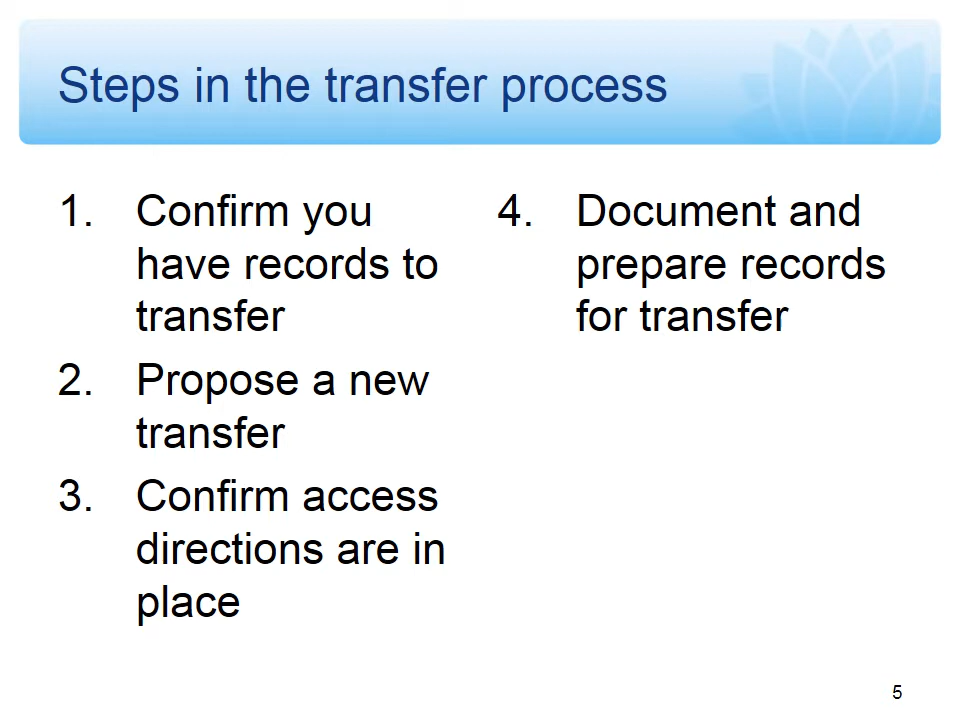 Steps in the transfer process
1. Confirm you
have records to
transfer
2. Propose a new
transfer
3. Confirm access
directions are in
place
4. Document and
prepare records
for transfer
5